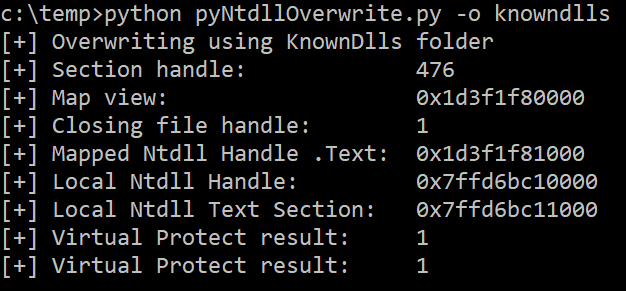 c:\temp>python pyNtdllOverwrite.py -o knowndlls
[+] Overwriting using KnownDlls folder
[+] Section handle: 476
[+] Map view: 0x1d3f1f80000
[+] Closing file handle: 1
[+] Mapped Ntdll Handle .Text: 0x1d3f1f81000
[+] Local Ntdll Handle: 0x7ffd6bc10000
[+] Local Ntdll Text Section: 0x7ffd6bc11000
[+] Virtual Protect result: 1
[+] Virtual Protect result: 1